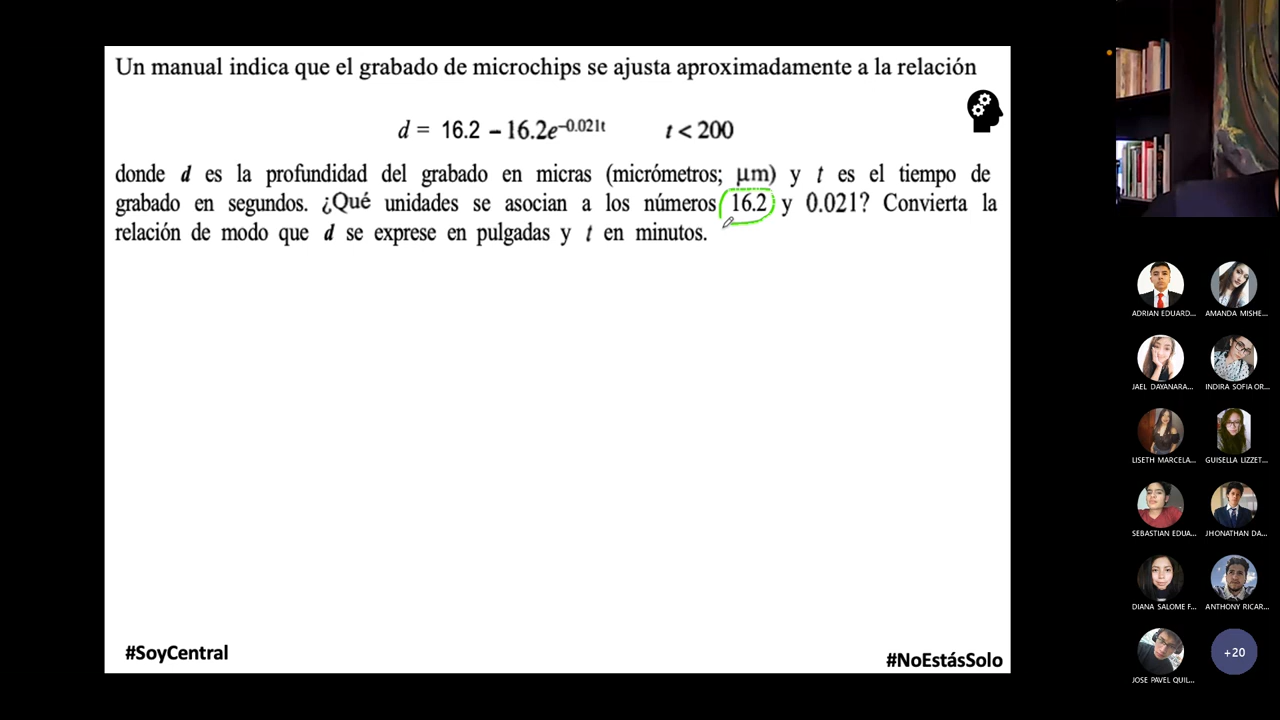 Un manual indica que el grabado de microchips se ajusta aproximadamente a la relación
d = 16.2 – 16.2e^–0.021t t < 200
donde d es la profundidad del grabado en micras (micrómetros; μm) y t es el tiempo de
grabado en segundos. ¿Qué unidades se asocian a los números 16.2 y 0.021? Convierta la
relación de modo que d se exprese en pulgadas y t en minutos.
#SoyCentral
#NoEstásSolo
ADRIAN EDUARD...
AMANDA MISHE...
JAEL DAYANARA...
INDIRA SOFIA OR...
LISETH MARCELA...
GUISELLA LIZZET...
SEBASTIAN EDUA...
JHONATHAN DA...
DIANA SALOME F...
ANTHONY RICAR...
JOSE PAVEL QUIL...
+20